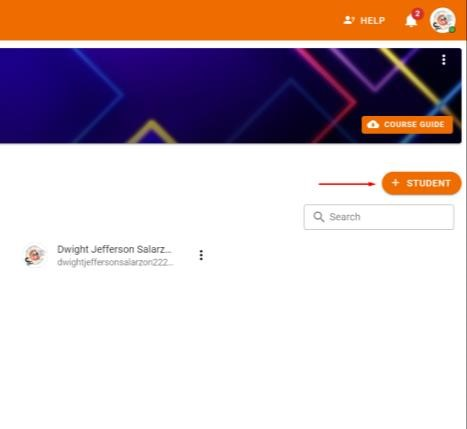 HELP
2
COURSE GUIDE
+ STUDENT
Search
Dwight Jefferson Salarz...
dwightjeffersonsalarzon222...